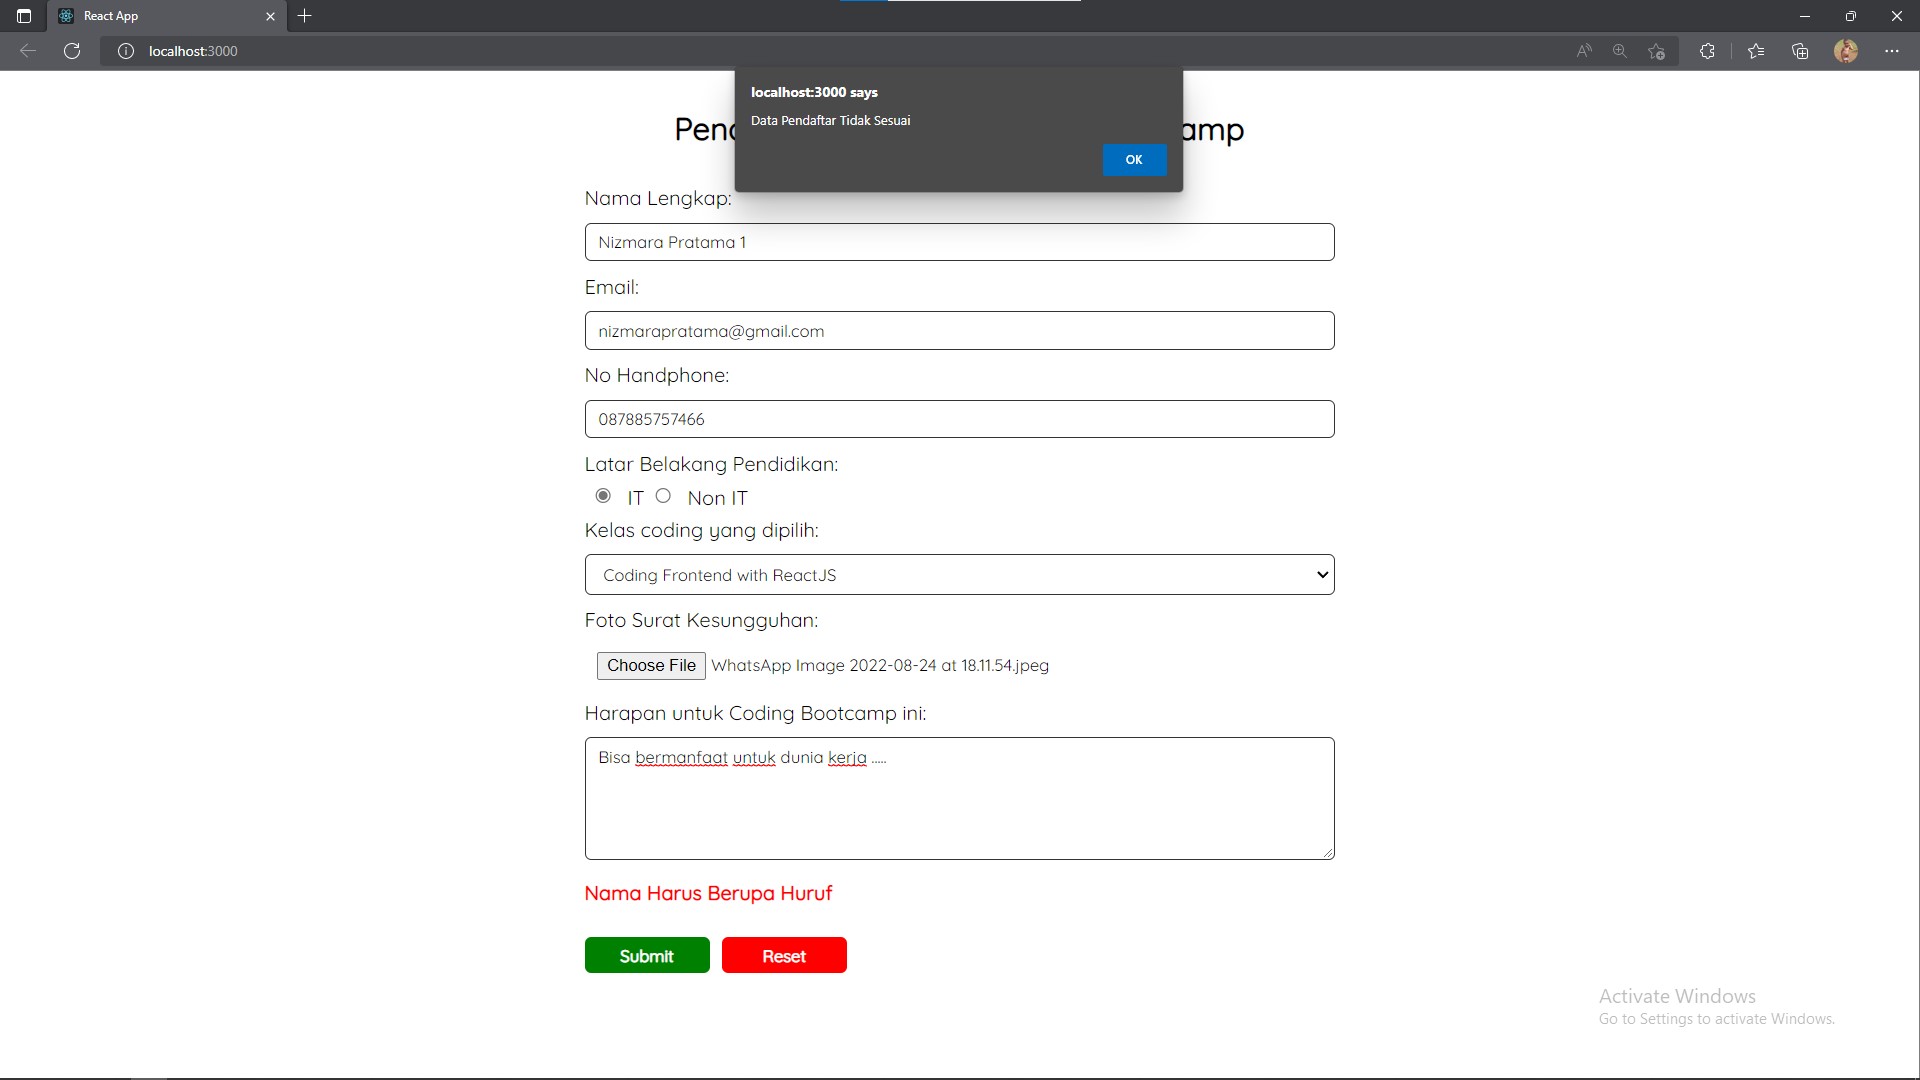 React App
localhost:3000
localhost:3000 says
Data Pendaftar Tidak Sesuai
OK
Pen
amp
Nama Lengkap:
Nizmara Pratama 1
Email:
nizmarapratama@gmail.com
No Handphone:
087885757466
Latar Belakang Pendidikan:
IT Non IT
Kelas coding yang dipilih:
Coding Frontend with ReactJS
Foto Surat Kesungguhan:
Choose File WhatsApp Image 2022-08-24 at 18.11.54.jpeg
Harapan untuk Coding Bootcamp ini:
Bisa bermanfaat untuk dunia kerja .....
Nama Harus Berupa Huruf
Submit Reset
Activate Windows
Go to Settings to activate Windows.